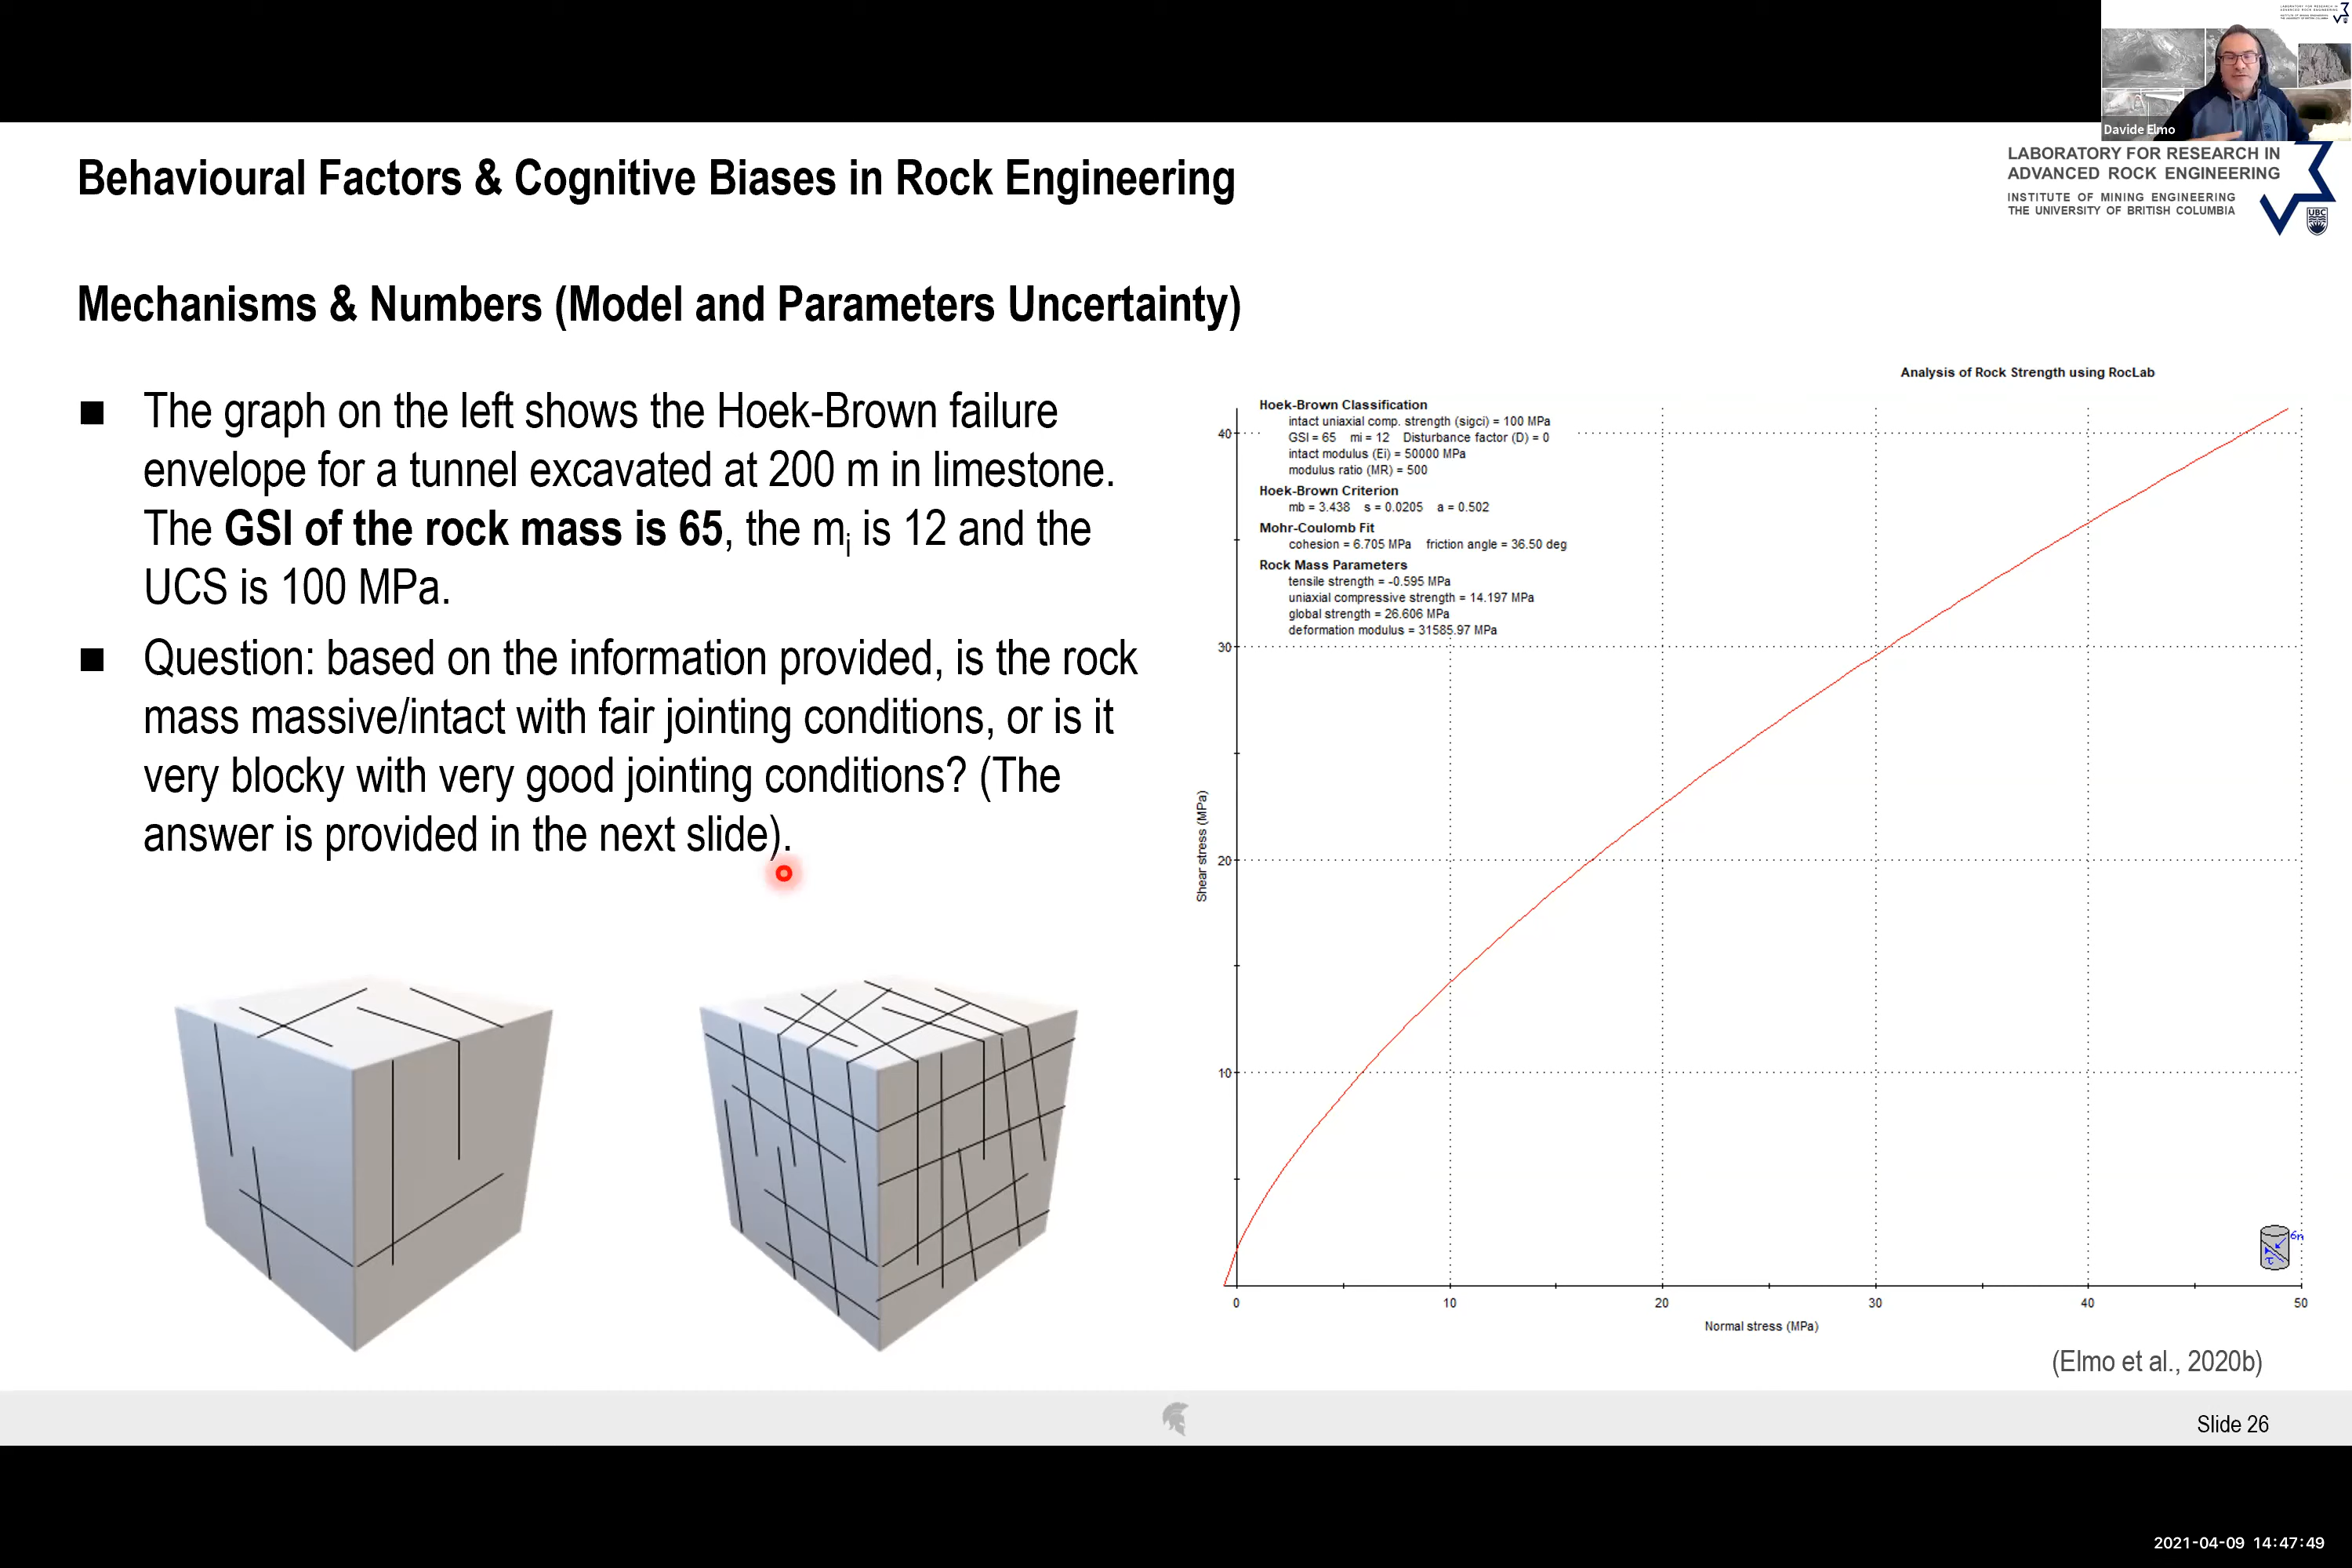 Davide Elmo
LABORATORY FOR RESEARCH IN
ADVANCED ROCK ENGINEERING
INSTITUTE OF MINING ENGINEERING
THE UNIVERSITY OF BRITISH COLUMBIA
UBC
Behavioural Factors & Cognitive Biases in Rock Engineering
Mechanisms & Numbers (Model and Parameters Uncertainty)
■ The graph on the left shows the Hoek-Brown failure
envelope for a tunnel excavated at 200 m in limestone.
The GSI of the rock mass is 65, the mi is 12 and the
UCS is 100 MPa.
■ Question: based on the information provided, is the rock
mass massive/intact with fair jointing conditions, or is it
very blocky with very good jointing conditions? (The
answer is provided in the next slide).
Analysis of Rock Strength using RocLab
Hoek-Brown Classification
intact uniaxial comp. strength (sigci) = 100 MPa
GSI = 65 mi = 12 Disturbance factor (D) = 0
intact modulus (Ei) = 50000 MPa
modulus ratio (MR) = 500
Hoek-Brown Criterion
mb = 3.438 s = 0.0205 a = 0.502
Mohr-Coulomb Fit
cohesion = 6.705 MPa friction angle = 36.50 deg
Rock Mass Parameters
tensile strength = -0.595 MPa
uniaxial compressive strength = 14.197 MPa
global strength = 26.606 MPa
deformation modulus = 31585.97 MPa
40
30
20
10
Shear stress (MPa)
0 10 20 30 40 50
Normal stress (MPa)
σn
τ
(Elmo et al., 2020b)
Slide 26
2021-04-09 14:47:49